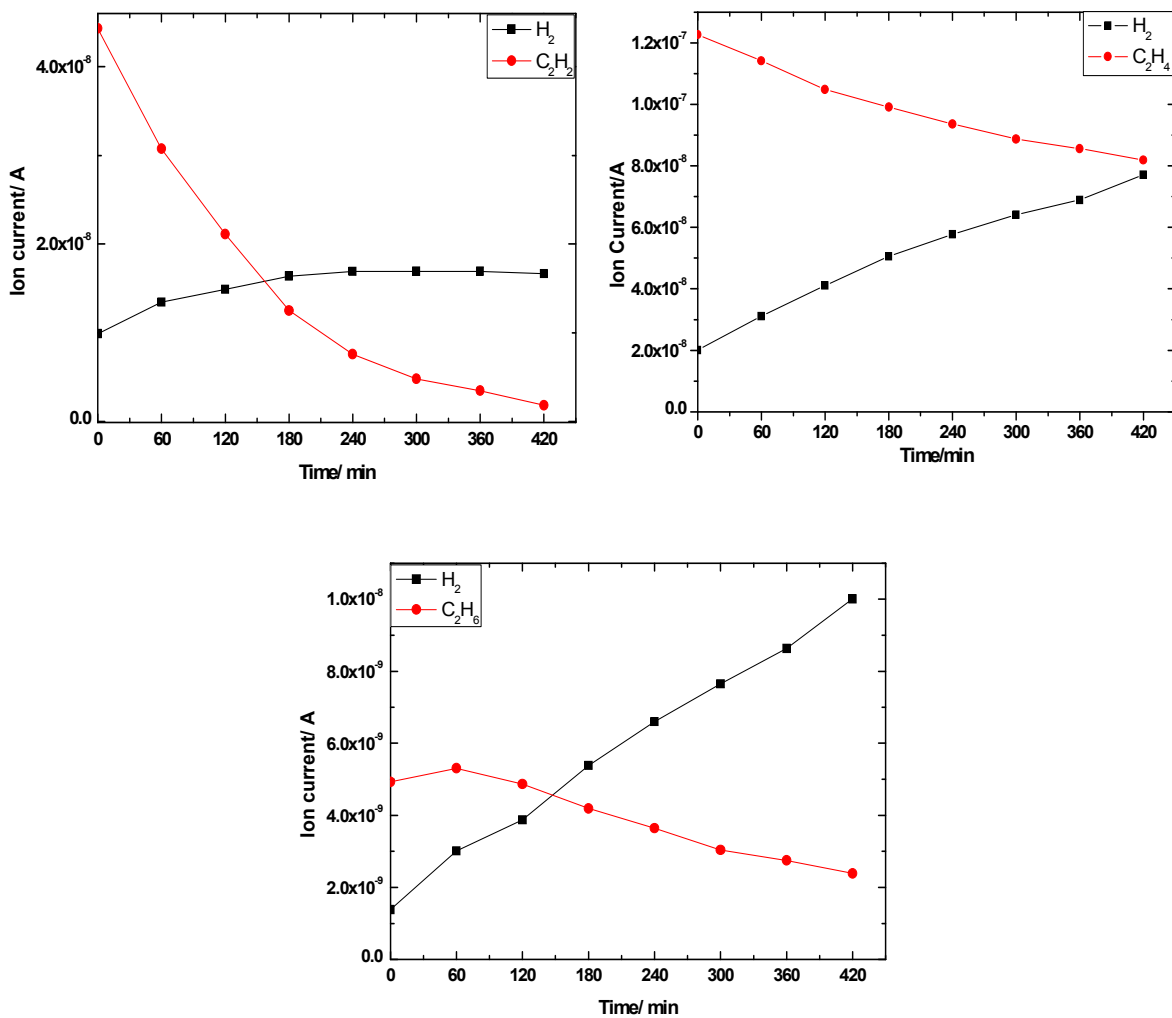 H₂
C₂H₂
4.0x10⁻⁸
2.0x10⁻⁸
0.0
Ion current/ A
0 60 120 180 240 300 360 420
Time/ min
H₂
C₂H₄
1.2x10⁻⁷
1.0x10⁻⁷
8.0x10⁻⁸
6.0x10⁻⁸
4.0x10⁻⁸
2.0x10⁻⁸
0.0
Ion Current/A
0 60 120 180 240 300 360 420
Time/min
H₂
C₂H₆
1.0x10⁻⁸
8.0x10⁻⁹
6.0x10⁻⁹
4.0x10⁻⁹
2.0x10⁻⁹
0.0
Ion current/ A
0 60 120 180 240 300 360 420
Time/ min